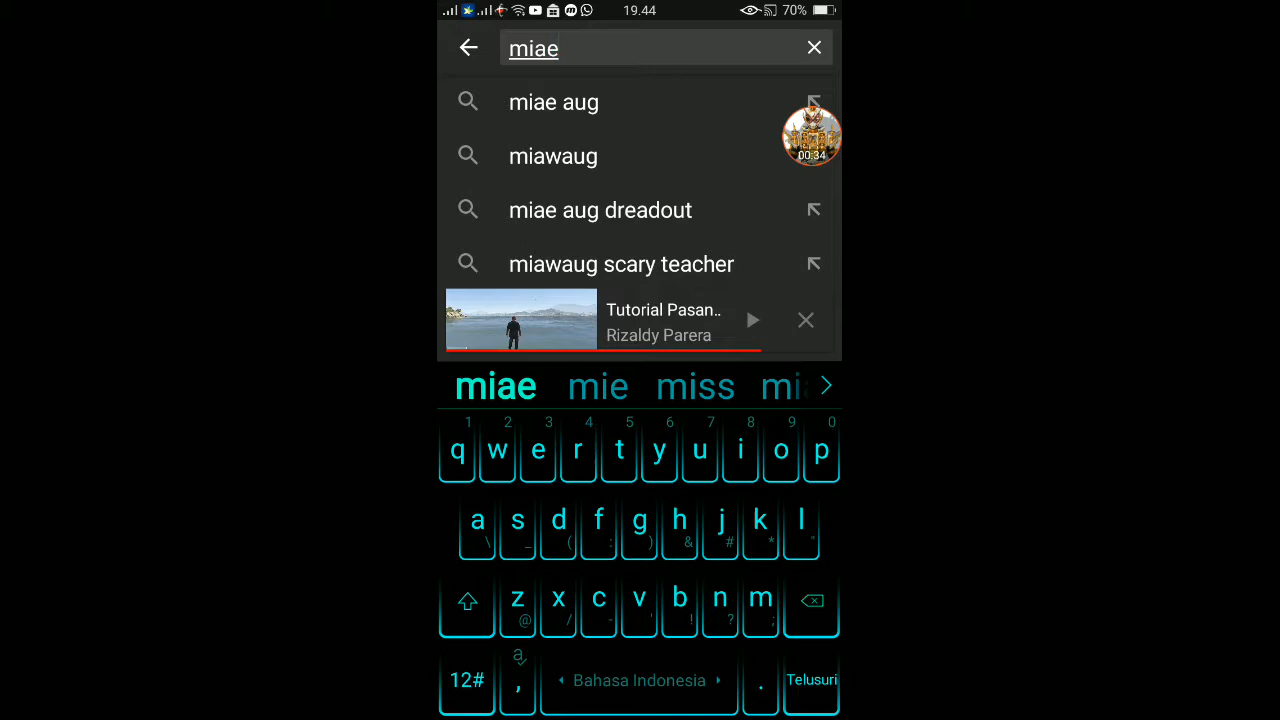 19.44
70%
miae
miae aug
00:34
miawaug
miae aug dreadout
miawaug scary teacher
Tutorial Pasan..
Rizaldy Parera
miae mie miss mia
1 2 3 4 5 6 7 8 9 0
q w e r t y u i o p
a s d f g h j k l
\ _ ( : ) & # * "
z x c v b n m
@ / - ' ! ? ;
a
12# , Bahasa Indonesia . Telusuri